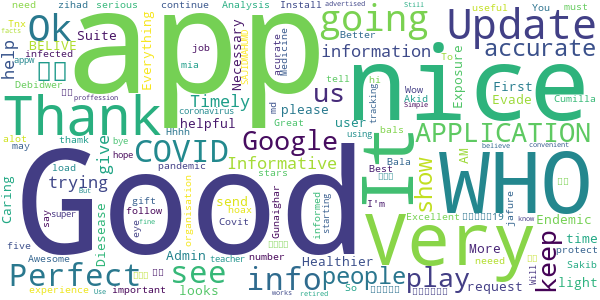 need zihad serious continue Analysis Install advertised Still
Txx facts appw Suite job going Update You must
help Ok app useful Better
infected BELIVE Everything mia Necessary information accurate
Debidwer Medicine acurate Exposure To
proffession tell hi First Evade Cumilla
Thank Timely us tracking Wow Akid Simple
coronavirus md please user using bals
alot thamk Hhhh helpful Great nice It
may bye give COVID Google APPLICATION
hope pandemic Informative stars Bala AM believe convenient
Caring load trying gift send hoax Best show WHO
Diesease say super follow organisation Covit eye fine Gunnaighar informed starting I'm Excellent jafure Endemic know
five Awesome Perfect But see Admin teacher number info people More Healthier play Very keep time protect Sakib
looks So request neeed Will light
experience Use important works retired
Good